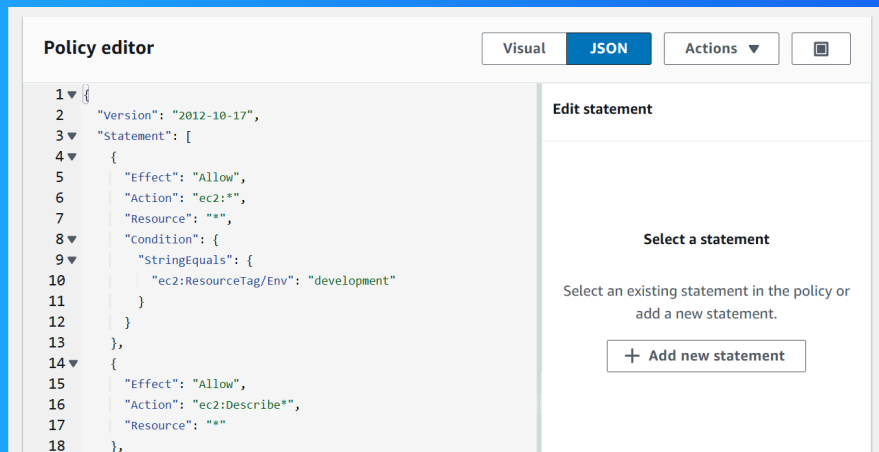 Policy editor
Visual JSON Actions
1 {
2 "Version": "2012-10-17",
3 "Statement": [
4 {
5 "Effect": "Allow",
6 "Action": "ec2:*",
7 "Resource": "*",
8 "Condition": {
9 "StringEquals": {
10 "ec2:ResourceTag/Env": "development"
11 }
12 }
13 },
14 {
15 "Effect": "Allow",
16 "Action": "ec2:Describe*",
17 "Resource": "*"
18 },
Edit statement
Select a statement
Select an existing statement in the policy or
add a new statement.
+ Add new statement